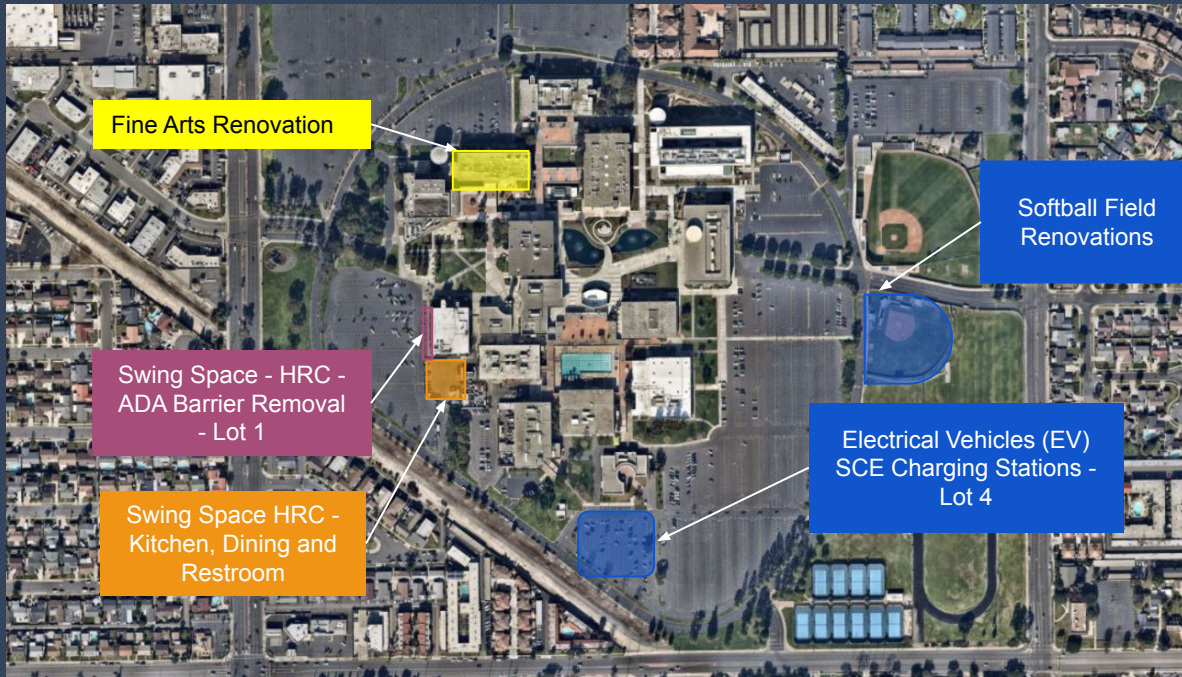 Fine Arts Renovation
Softball Field
Renovations
Swing Space - HRC -
ADA Barrier Removal
- Lot 1
Electrical Vehicles (EV)
SCE Charging Stations -
Lot 4
Swing Space HRC -
Kitchen, Dining and
Restroom